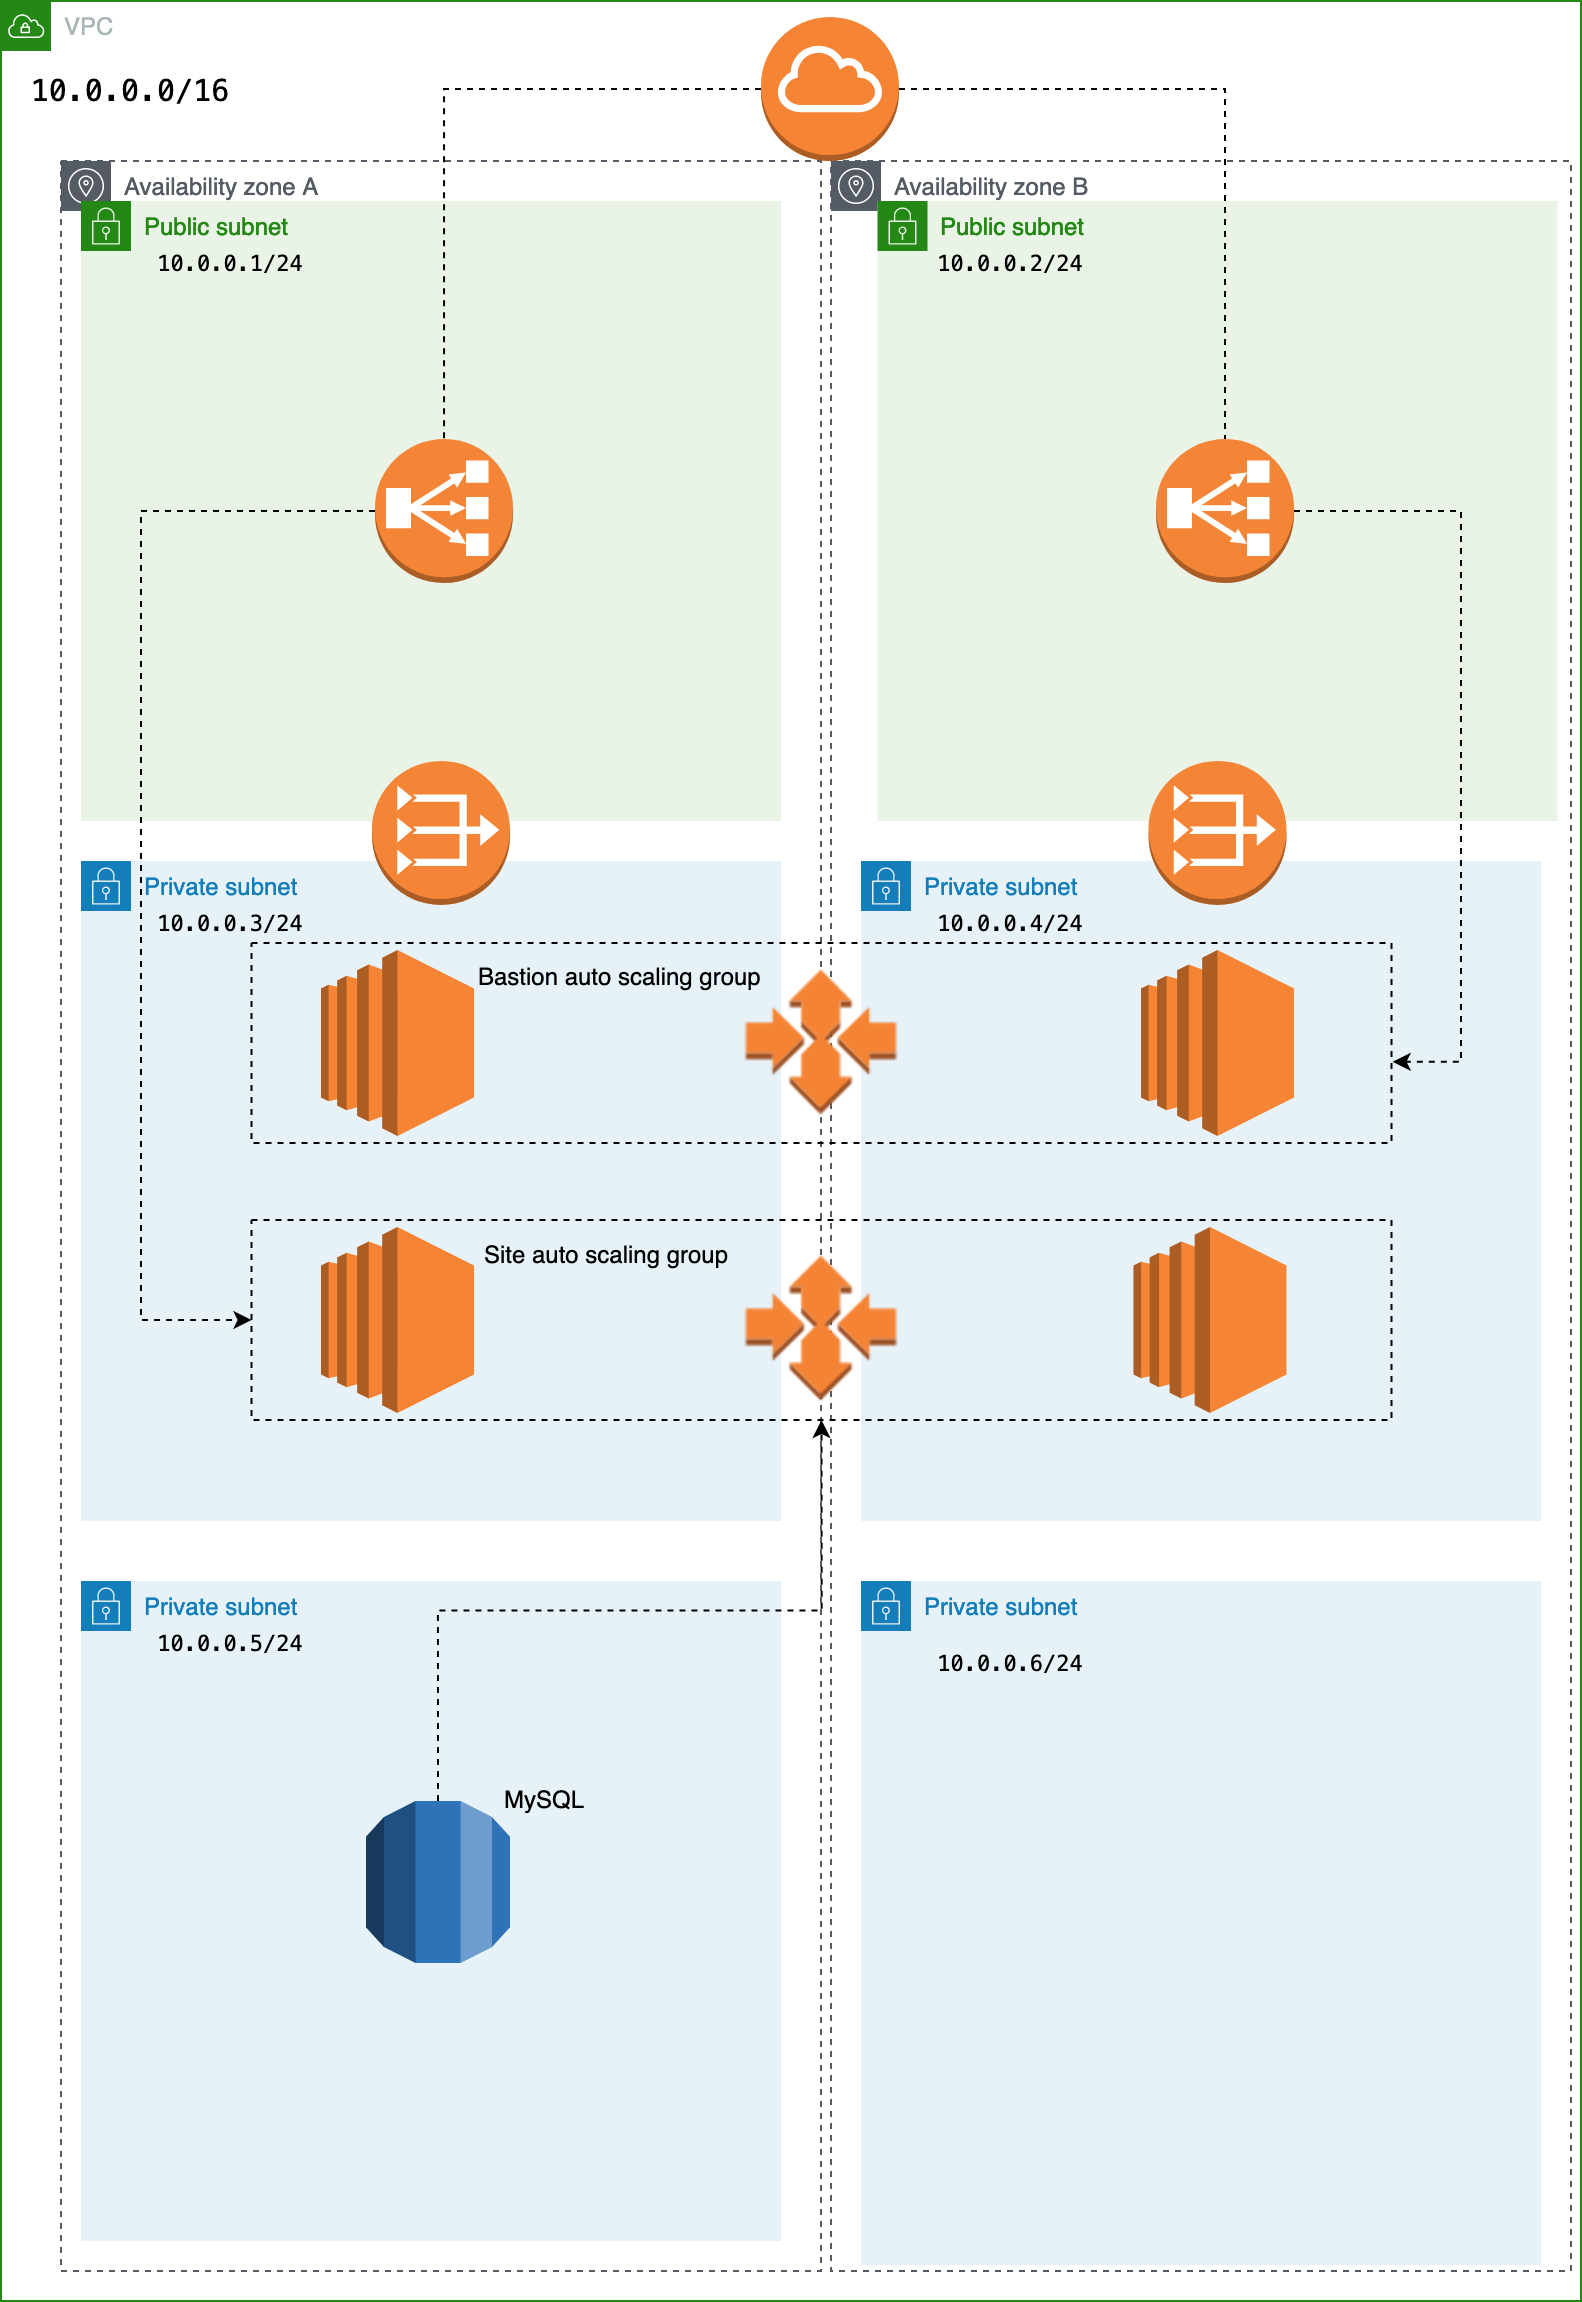 VPC
10.0.0.0/16
Availability zone A
Availability zone B
Public subnet
10.0.0.1/24
Public subnet
10.0.0.2/24
Private subnet
10.0.0.3/24
Private subnet
10.0.0.4/24
Bastion auto scaling group
Site auto scaling group
Private subnet
10.0.0.5/24
Private subnet
10.0.0.6/24
MySQL